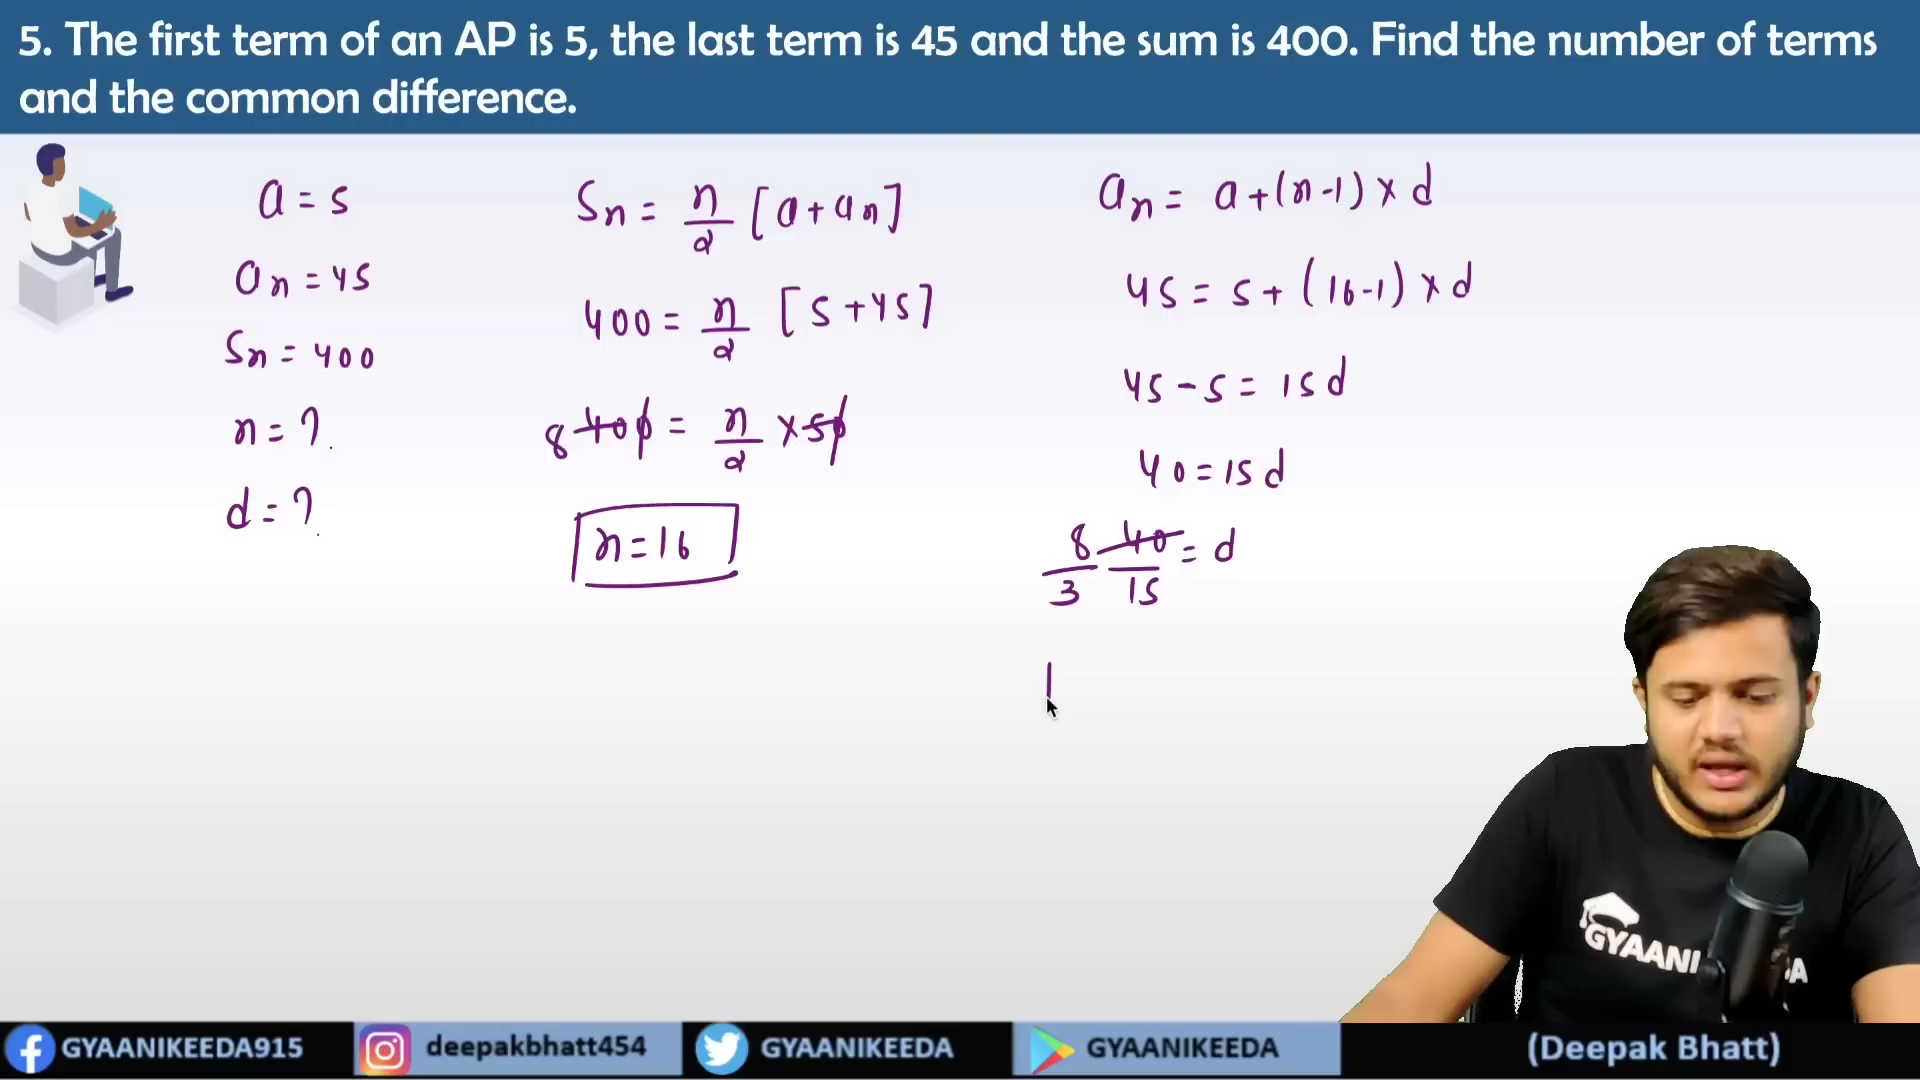 5. The first term of an AP is 5, the last term is 45 and the sum is 400. Find the number of terms
and the common difference.
a = 5
an = 45
Sn = 400
n = ?
d = ?
Sn = n/2 [a+an]
400 = n/2 [5+45]
8 400 = n/2 × 50
n = 16
an = a+(n-1) × d
45 = 5+(16-1) × d
45 - 5 = 15d
40 = 15d
8/3 40/15 = d
GYAANI
DA
GYAANIKEEDA915
deepakbhatt454
GYAANIKEEDA
GYAANIKEEDA
(Deepak Bhatt)